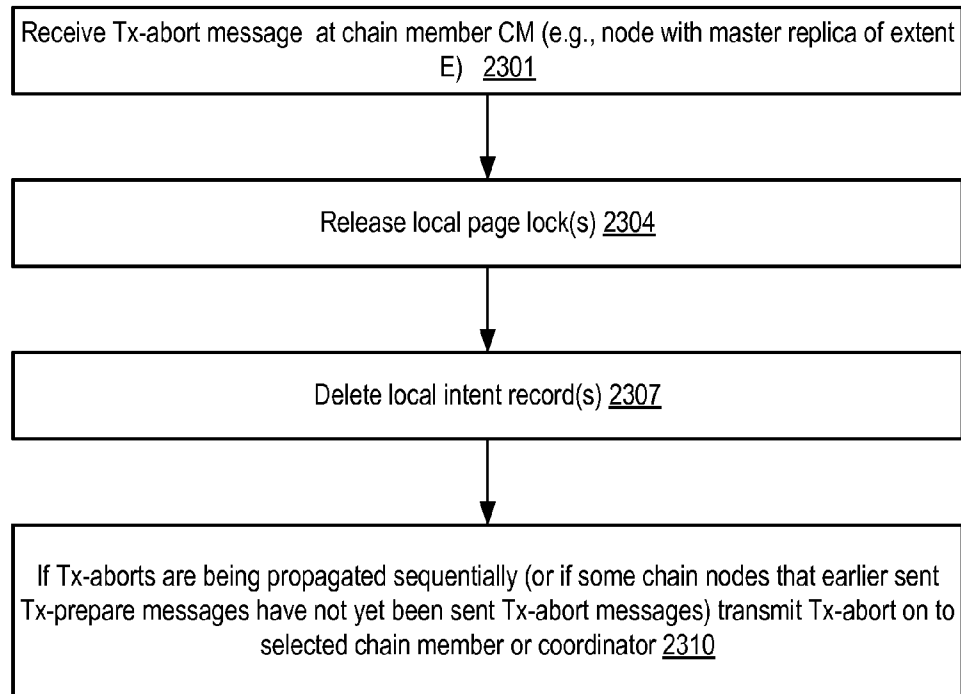 Receive Tx-abort message at chain member CM (e.g., node with master replica of extent
E) 2301
Release local page lock(s) 2304
Delete local intent record(s) 2307
If Tx-aborts are being propagated sequentially (or if some chain nodes that earlier sent
Tx-prepare messages have not yet been sent Tx-abort messages) transmit Tx-abort on to
selected chain member or coordinator 2310